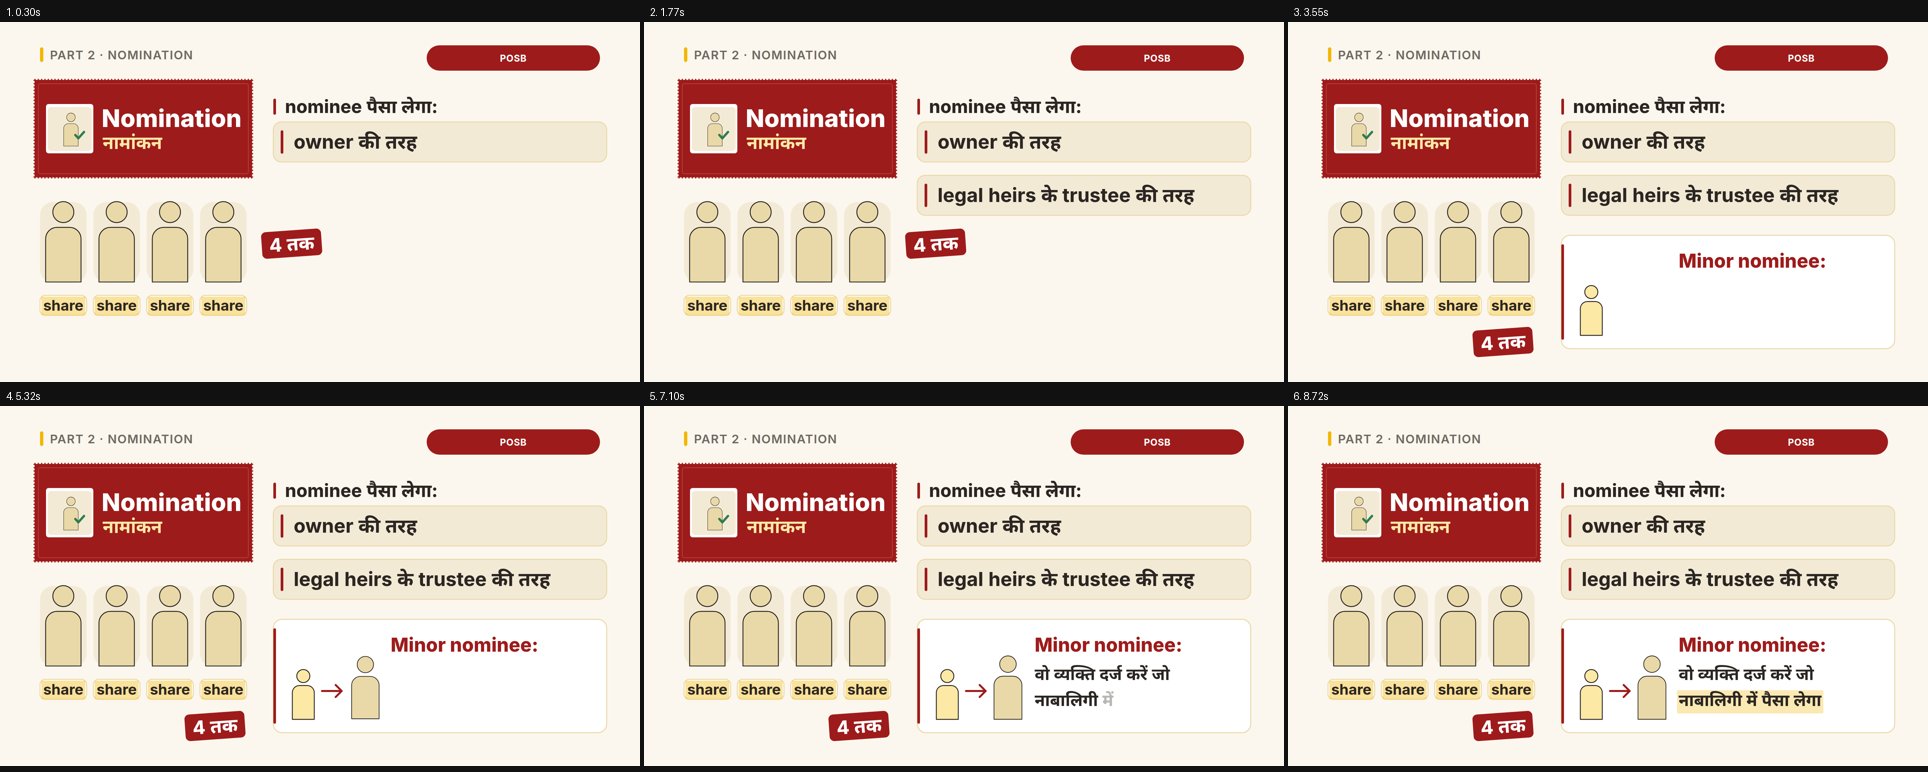 1. 0.30s
PART 2 · NOMINATION
POSB
Nomination
नामांकन
nominee पैसा लेगा:
owner की तरह
4 तक
share share share share
2. 1.77s
PART 2 · NOMINATION
POSB
Nomination
नामांकन
nominee पैसा लेगा:
owner की तरह
legal heirs के trustee की तरह
4 तक
share share share share
3. 3.55s
PART 2 · NOMINATION
POSB
Nomination
नामांकन
nominee पैसा लेगा:
owner की तरह
legal heirs के trustee की तरह
share share share share
4 तक
Minor nominee:
4. 5.32s
PART 2 · NOMINATION
POSB
Nomination
नामांकन
nominee पैसा लेगा:
owner की तरह
legal heirs के trustee की तरह
share share share share
4 तक
Minor nominee:
5. 7.10s
PART 2 · NOMINATION
POSB
Nomination
नामांकन
nominee पैसा लेगा:
owner की तरह
legal heirs के trustee की तरह
share share share share
4 तक
Minor nominee:
वो व्यक्ति दर्ज करें जो
नाबालिगी में
6. 8.72s
PART 2 · NOMINATION
POSB
Nomination
नामांकन
nominee पैसा लेगा:
owner की तरह
legal heirs के trustee की तरह
share share share share
4 तक
Minor nominee:
वो व्यक्ति दर्ज करें जो
नाबालिगी में पैसा लेगा